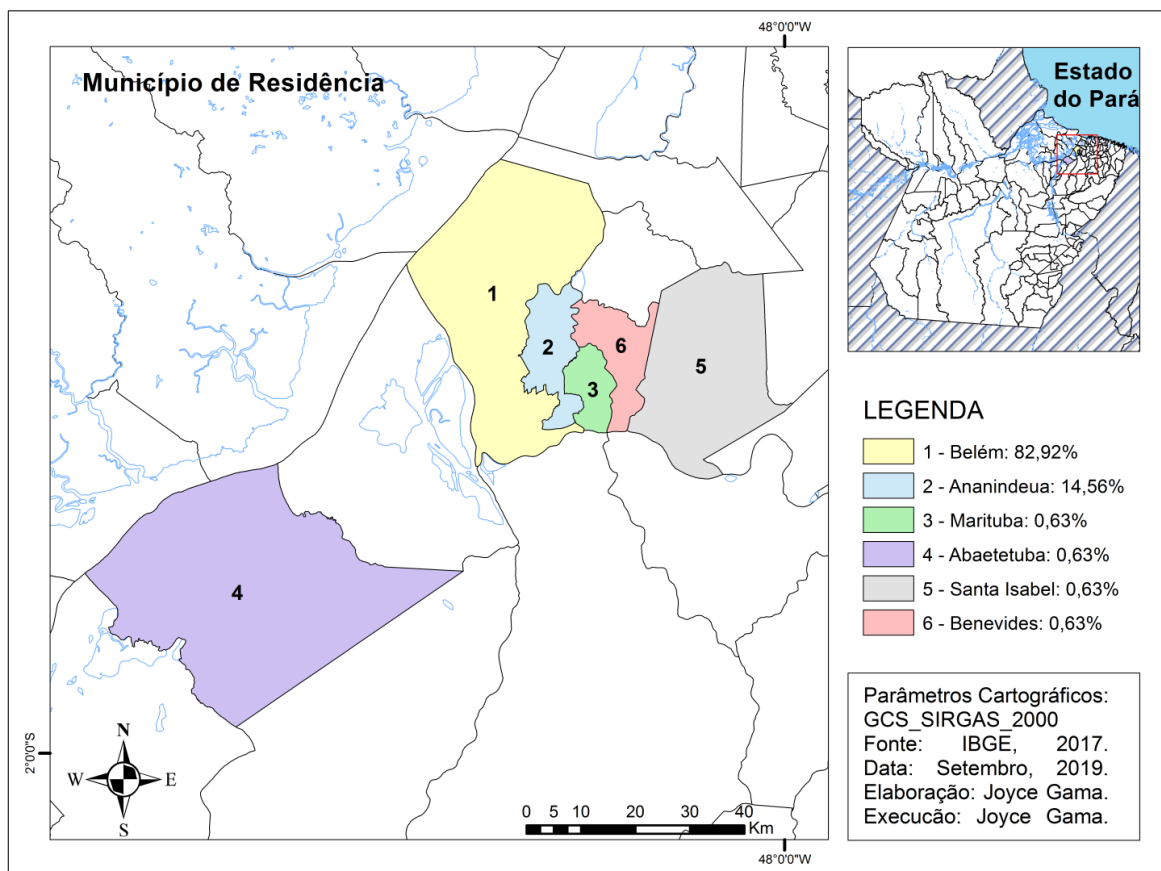 48°0'0"W
Município de Residência
1
2
3
6
5
4
2°0'0"S
N
W
E
S
0 5 10 20 30 40
Km
48°0'0"W
Estado
do Pará
LEGENDA
1 - Belém: 82,92%
2 - Ananindeua: 14,56%
3 - Marituba: 0,63%
4 - Abaetetuba: 0,63%
5 - Santa Isabel: 0,63%
6 - Benevides: 0,63%
Parâmetros Cartográficos:
GCS_SIRGAS_2000
Fonte: IBGE, 2017.
Data: Setembro, 2019.
Elaboração: Joyce Gama.
Execucão: Joyce Gama.